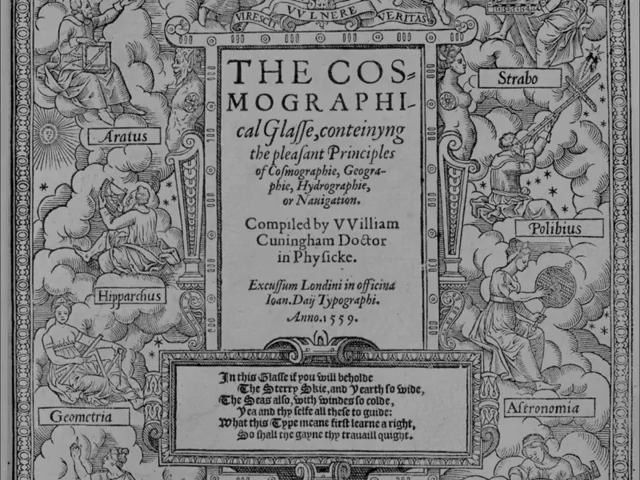 VIRESCIT VVLNERE VERITAS
THE COS=
MOGRAPHI-
cal Glaſſe, conteinyng
the pleaſant Principles
of Coſmographie, Geogra-
phie, Hydrographie,
or Nauigation.
Compiled by VVilliam
Cuningham Doctor
in Phyſicke.
Excuſſum Londini in officina
Ioan. Daij Typographi.
Anno. 1559.
In this Glaſſe if you will beholde
The Sterry Skie, and Yearth ſo wide,
The Seas alſo, with windes ſo colde,
Yea and thy ſelfe all theſe to guide:
What this Type meane firſt learne a right,
So ſhall the gayne thy trauaill quight.
Aratus
Hipparchus
Geometria
Strabo
Polibius
Aſtronomia